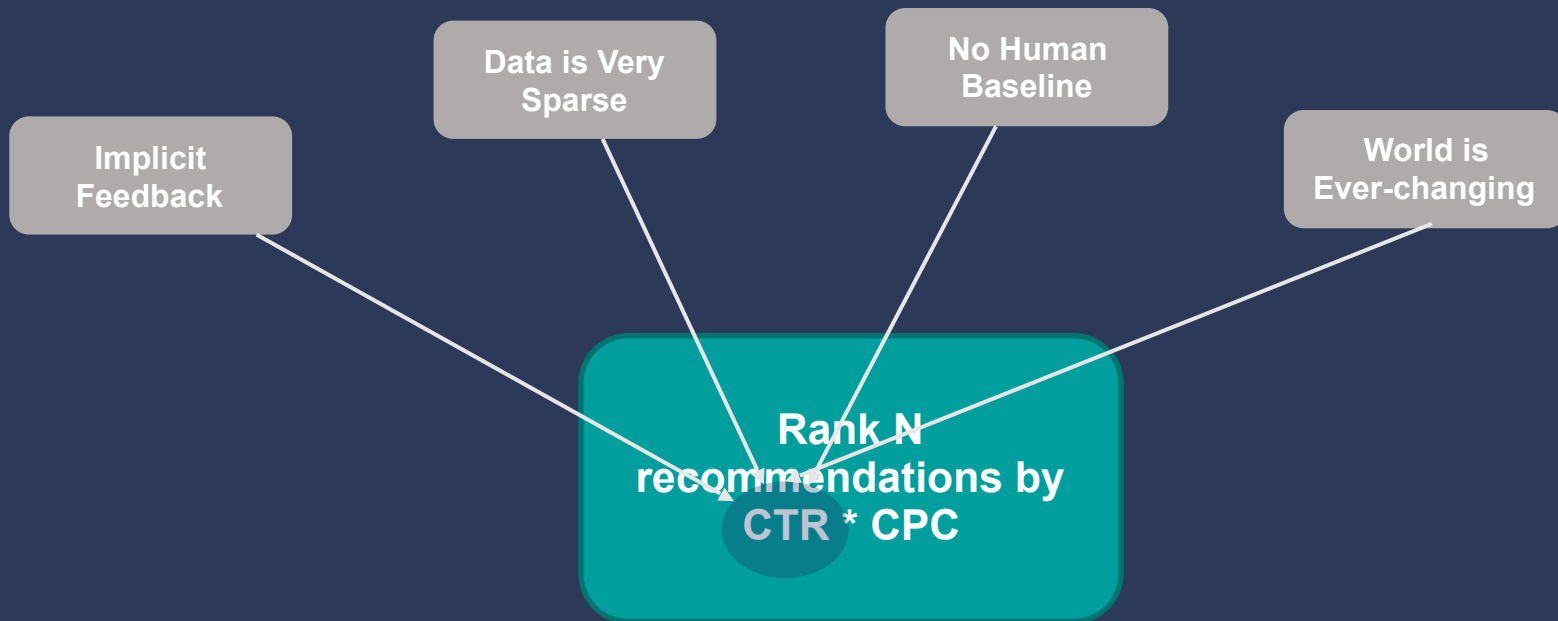 Implicit
Feedback
Data is Very
Sparse
No Human
Baseline
World is
Ever-changing
Rank N
recommendations by
CTR * CPC